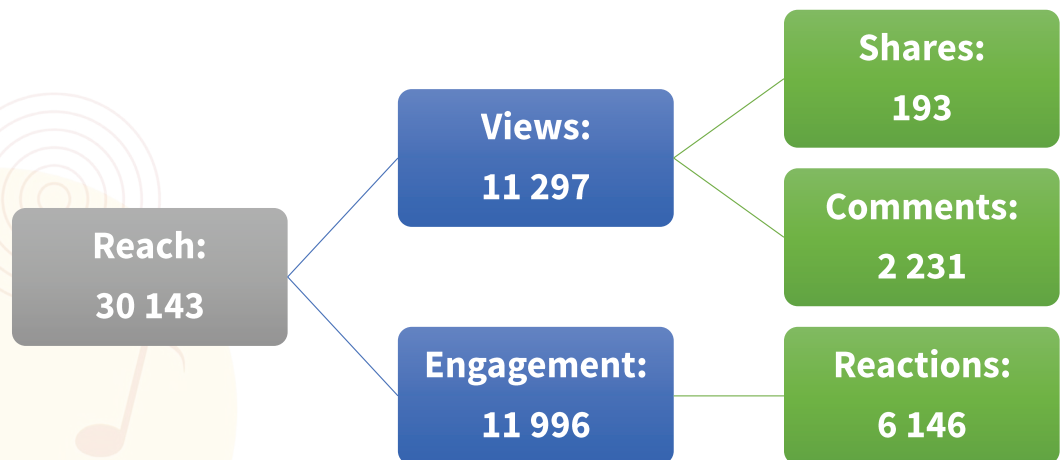 Reach:
30 143
Views:
11 297
Engagement:
11 996
Shares:
193
Comments:
2 231
Reactions:
6 146